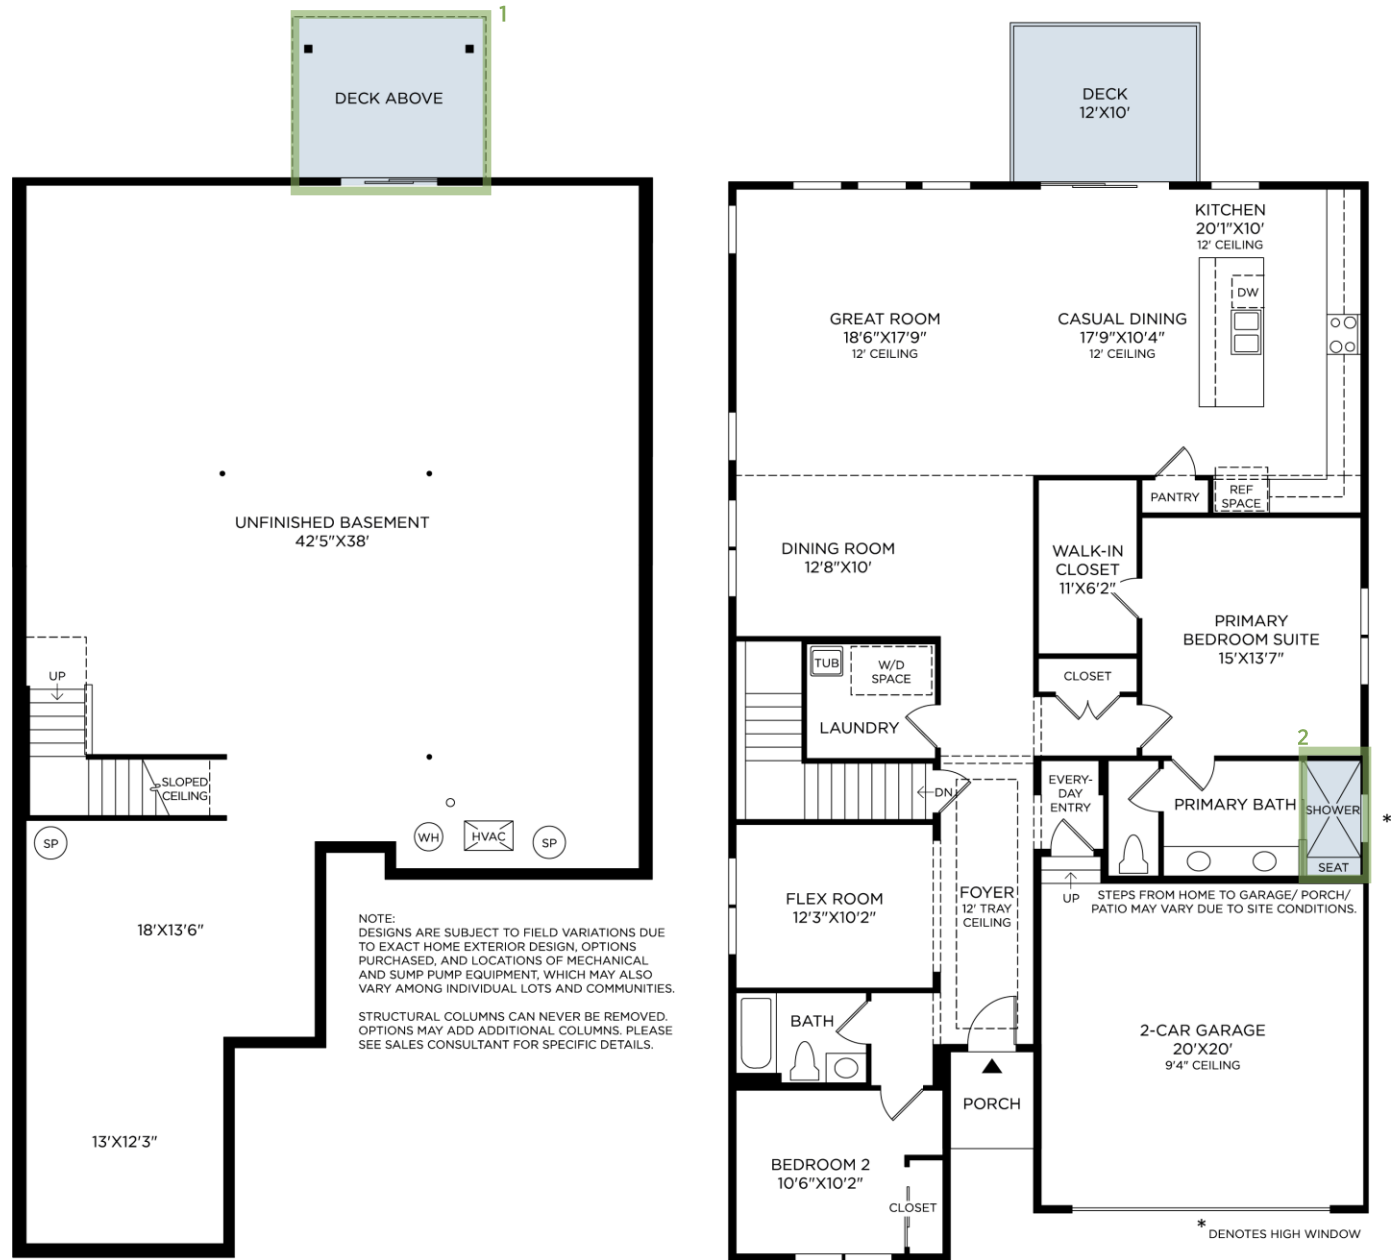 1
DECK ABOVE
UNFINISHED BASEMENT
42'5"X38'
UP
SLOPED
CEILING
SP
WH
HVAC
SP
18'X13'6"
NOTE:
DESIGNS ARE SUBJECT TO FIELD VARIATIONS DUE
TO EXACT HOME EXTERIOR DESIGN, OPTIONS
PURCHASED, AND LOCATIONS OF MECHANICAL
AND SUMP PUMP EQUIPMENT, WHICH MAY ALSO
VARY AMONG INDIVIDUAL LOTS AND COMMUNITIES.
STRUCTURAL COLUMNS CAN NEVER BE REMOVED.
OPTIONS MAY ADD ADDITIONAL COLUMNS. PLEASE
SEE SALES CONSULTANT FOR SPECIFIC DETAILS.
13'X12'3"
DECK
12'X10'
KITCHEN
20'1"X10'
12' CEILING
DW
GREAT ROOM
18'6"X17'9"
12' CEILING
CASUAL DINING
17'9"X10'4"
12' CEILING
PANTRY
REF
SPACE
DINING ROOM
12'8"X10'
WALK-IN
CLOSET
11'X6'2"
PRIMARY
BEDROOM SUITE
15'X13'7"
TUB
W/D
SPACE
LAUNDRY
CLOSET
2
DN
EVERY-
DAY
ENTRY
PRIMARY BATH
SHOWER
*
SEAT
UP
STEPS FROM HOME TO GARAGE/ PORCH/
PATIO MAY VARY DUE TO SITE CONDITIONS.
FLEX ROOM
12'3"X10'2"
FOYER
12' TRAY
CEILING
BATH
2-CAR GARAGE
20'X20'
9'4" CEILING
PORCH
BEDROOM 2
10'6"X10'2"
CLOSET
* DENOTES HIGH WINDOW